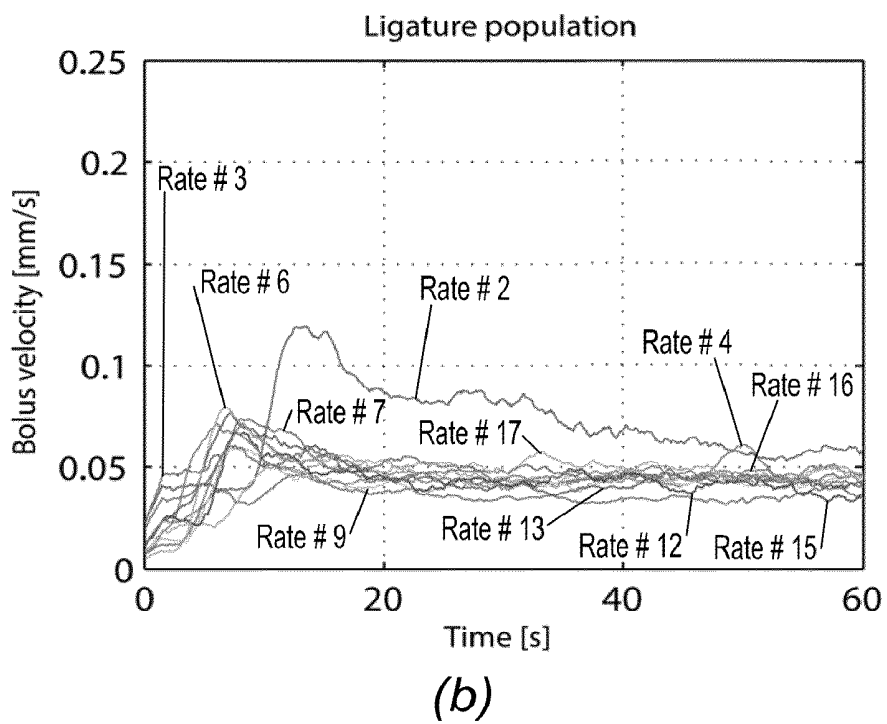 Ligature population
0.25
0.2
0.15
0.1
0.05
0
Bolus velocity [mm/s]
Rate # 3
Rate # 6
Rate # 2
Rate # 4
Rate # 16
Rate # 7
Rate # 17
Rate # 9
Rate # 13
Rate # 12
Rate # 15
0 20 40 60
Time [s]
(b)